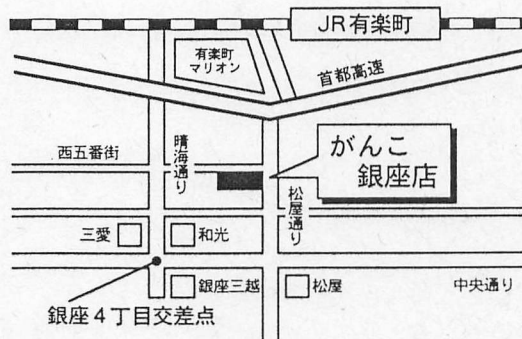 JR有楽町
有楽町
マリオン
首都高速
晴海通り
西五番街
がんこ
銀座店
松屋通り
三愛
和光
銀座三越
松屋
中央通り
銀座4丁目交差点